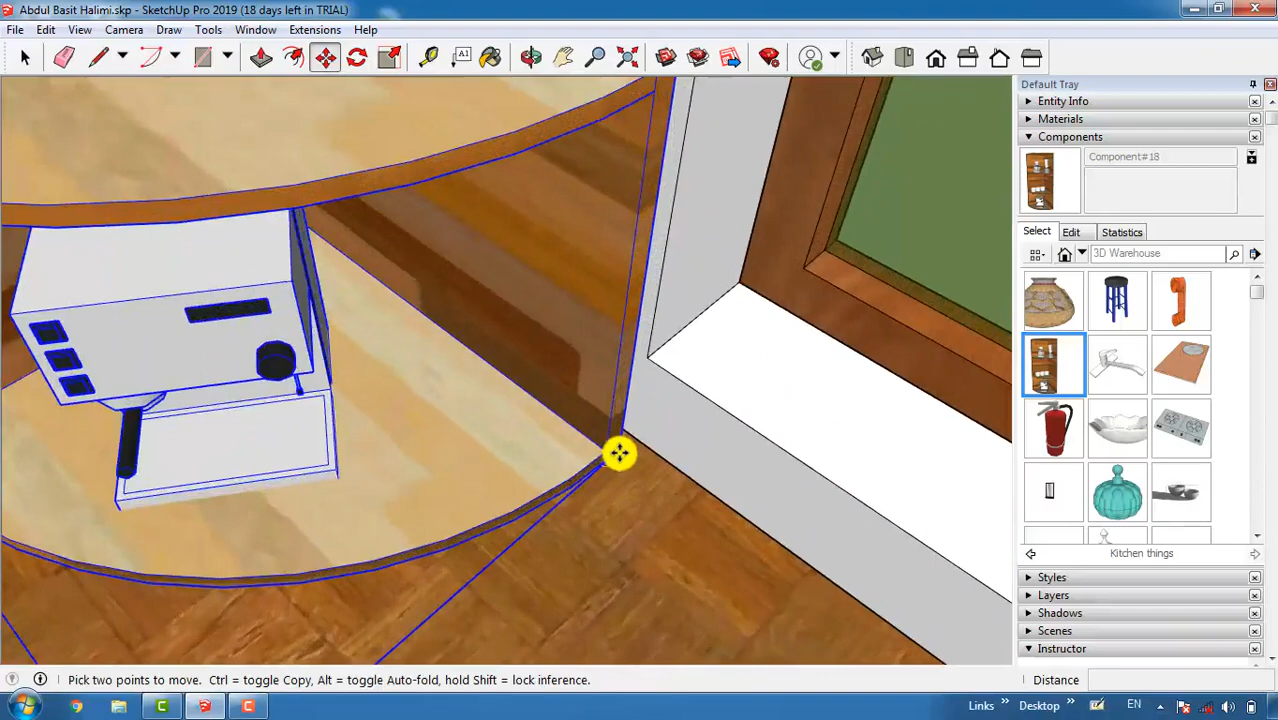 Abdul Basit Halimi.skp - SketchUp Pro 2019 (18 days left in TRIAL)
File Edit View Camera Draw Tools Window Extensions Help
A1
Default Tray
Entity Info
Materials
Components
Component#18
Select Edit Statistics
3D Warehouse
Kitchen things
Styles
Layers
Shadows
Scenes
Instructor
Pick two points to move. Ctrl = toggle Copy, Alt = toggle Auto-fold, hold Shift = lock inference.
Distance
Links » Desktop » EN